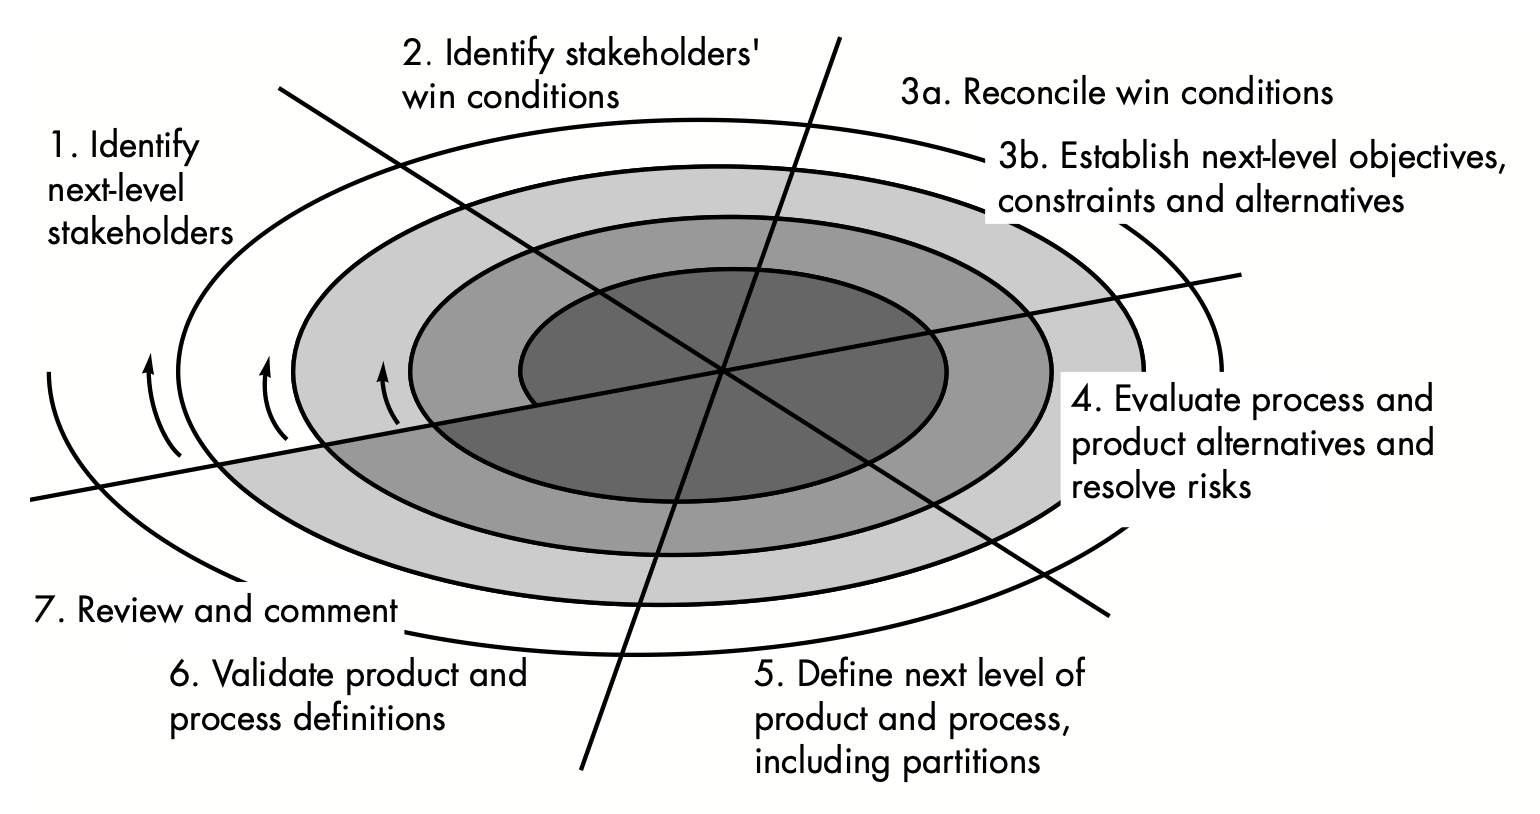 1. Identify
next-level
stakeholders
2. Identify stakeholders'
win conditions
3a. Reconcile win conditions
3b. Establish next-level objectives,
constraints and alternatives
4. Evaluate process and
product alternatives and
resolve risks
5. Define next level of
product and process,
including partitions
6. Validate product and
process definitions
7. Review and comment